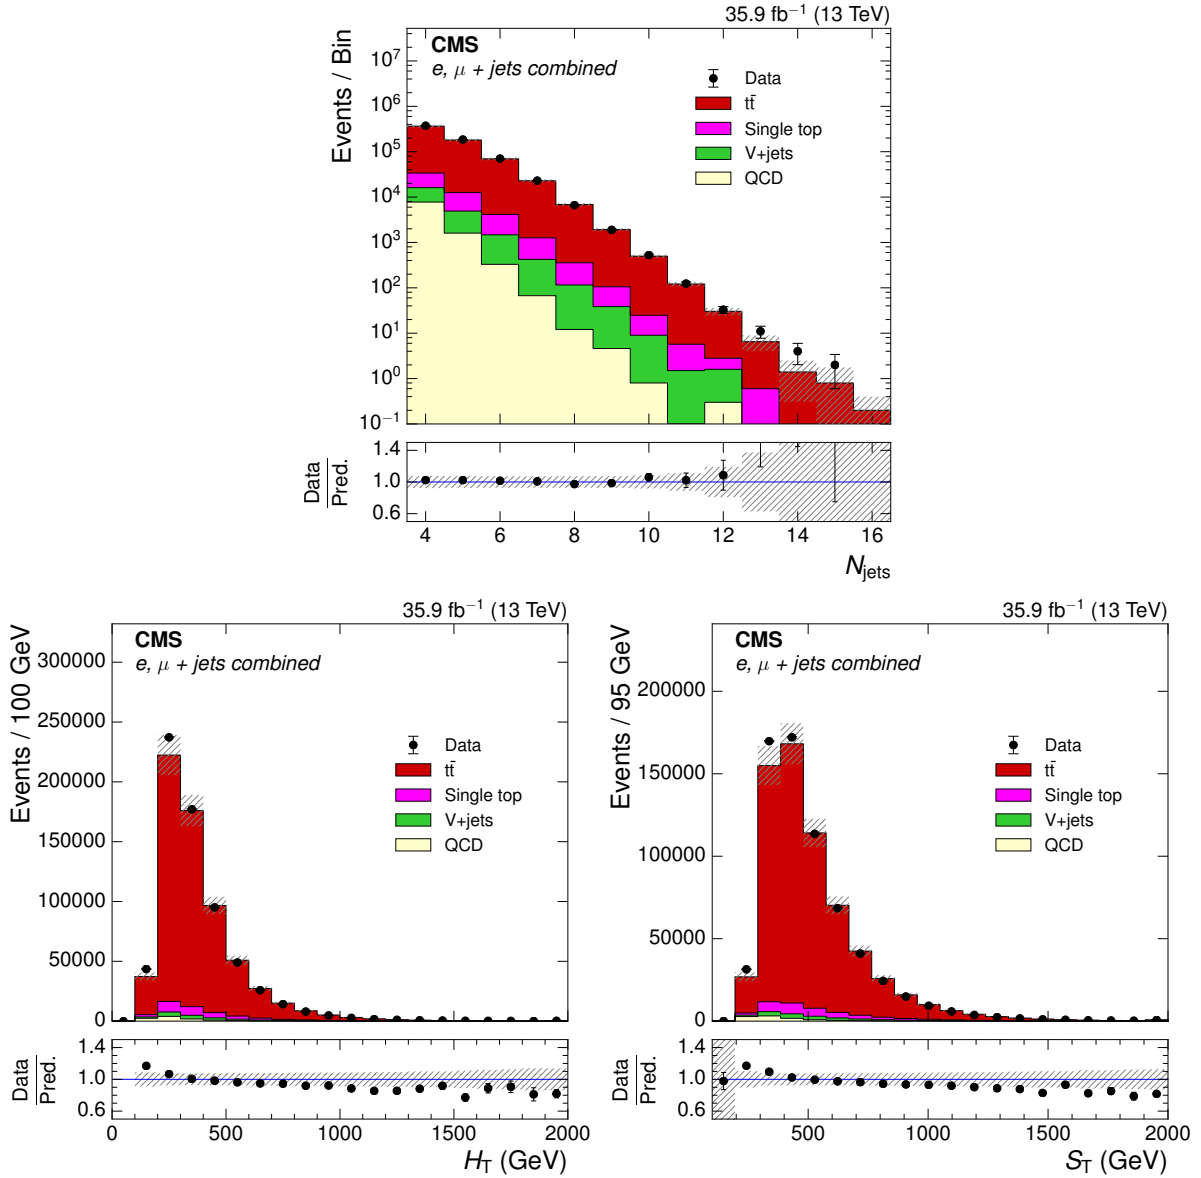 35.9 fb⁻¹ (13 TeV)
CMS
e, μ + jets combined
Events / Bin
Data
tt̄
Single top
V+jets
QCD
10⁷
10⁶
10⁵
10⁴
10³
10²
10¹
10⁰
10⁻¹
Data
Pred.
1.4
1.0
0.6
4 6 8 10 12 14 16
N_jets
35.9 fb⁻¹ (13 TeV)
CMS
e, μ + jets combined
Events / 100 GeV
300000
250000
200000
150000
100000
50000
0
Data
tt̄
Single top
V+jets
QCD
Data
Pred.
1.4
1.0
0.6
0 500 1000 1500 2000
H_T (GeV)
35.9 fb⁻¹ (13 TeV)
CMS
e, μ + jets combined
Events / 95 GeV
200000
150000
100000
50000
0
Data
tt̄
Single top
V+jets
QCD
Data
Pred.
1.4
1.0
0.6
500 1000 1500 2000
S_T (GeV)